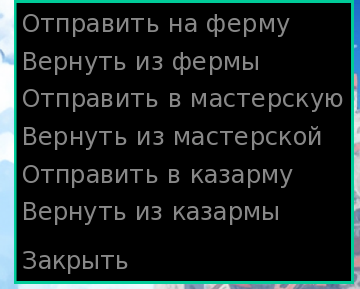 Отправить на ферму
Вернуть из фермы
Отправить в мастерскую
Вернуть из мастерской
Отправить в казарму
Вернуть из казармы
Закрыть